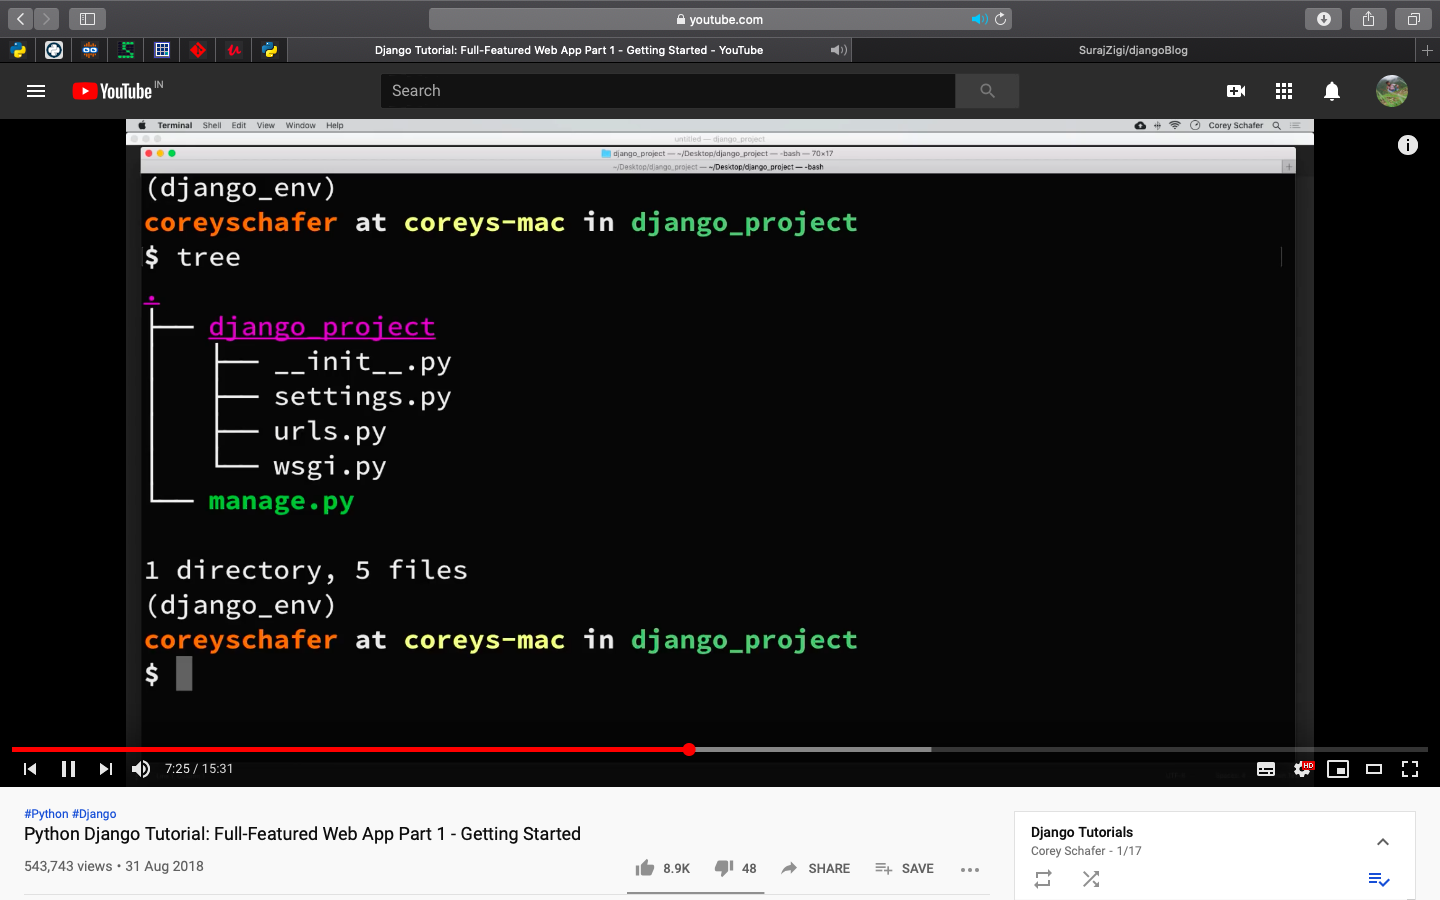 youtube.com
Django Tutorial: Full-Featured Web App Part 1 - Getting Started - YouTube
SurajZigi/djangoBlog
YouTube IN
Search
Terminal Shell Edit View Window Help
Corey Schafer
untitled — django_project
django_project — ~/Desktop/django_project — -bash — 70×17
~/Desktop/django_project — -bash — ~/Desktop/django_project — -bash
(django_env)
coreyschafer at coreys-mac in django_project
$ tree
.
├── django_project
│   ├── __init__.py
│   ├── settings.py
│   ├── urls.py
│   └── wsgi.py
└── manage.py
1 directory, 5 files
(django_env)
coreyschafer at coreys-mac in django_project
$
7:25 / 15:31
HD
#Python #Django
Python Django Tutorial: Full-Featured Web App Part 1 - Getting Started
543,743 views • 31 Aug 2018
8.9K
48
SHARE
SAVE
Django Tutorials
Corey Schafer - 1/17